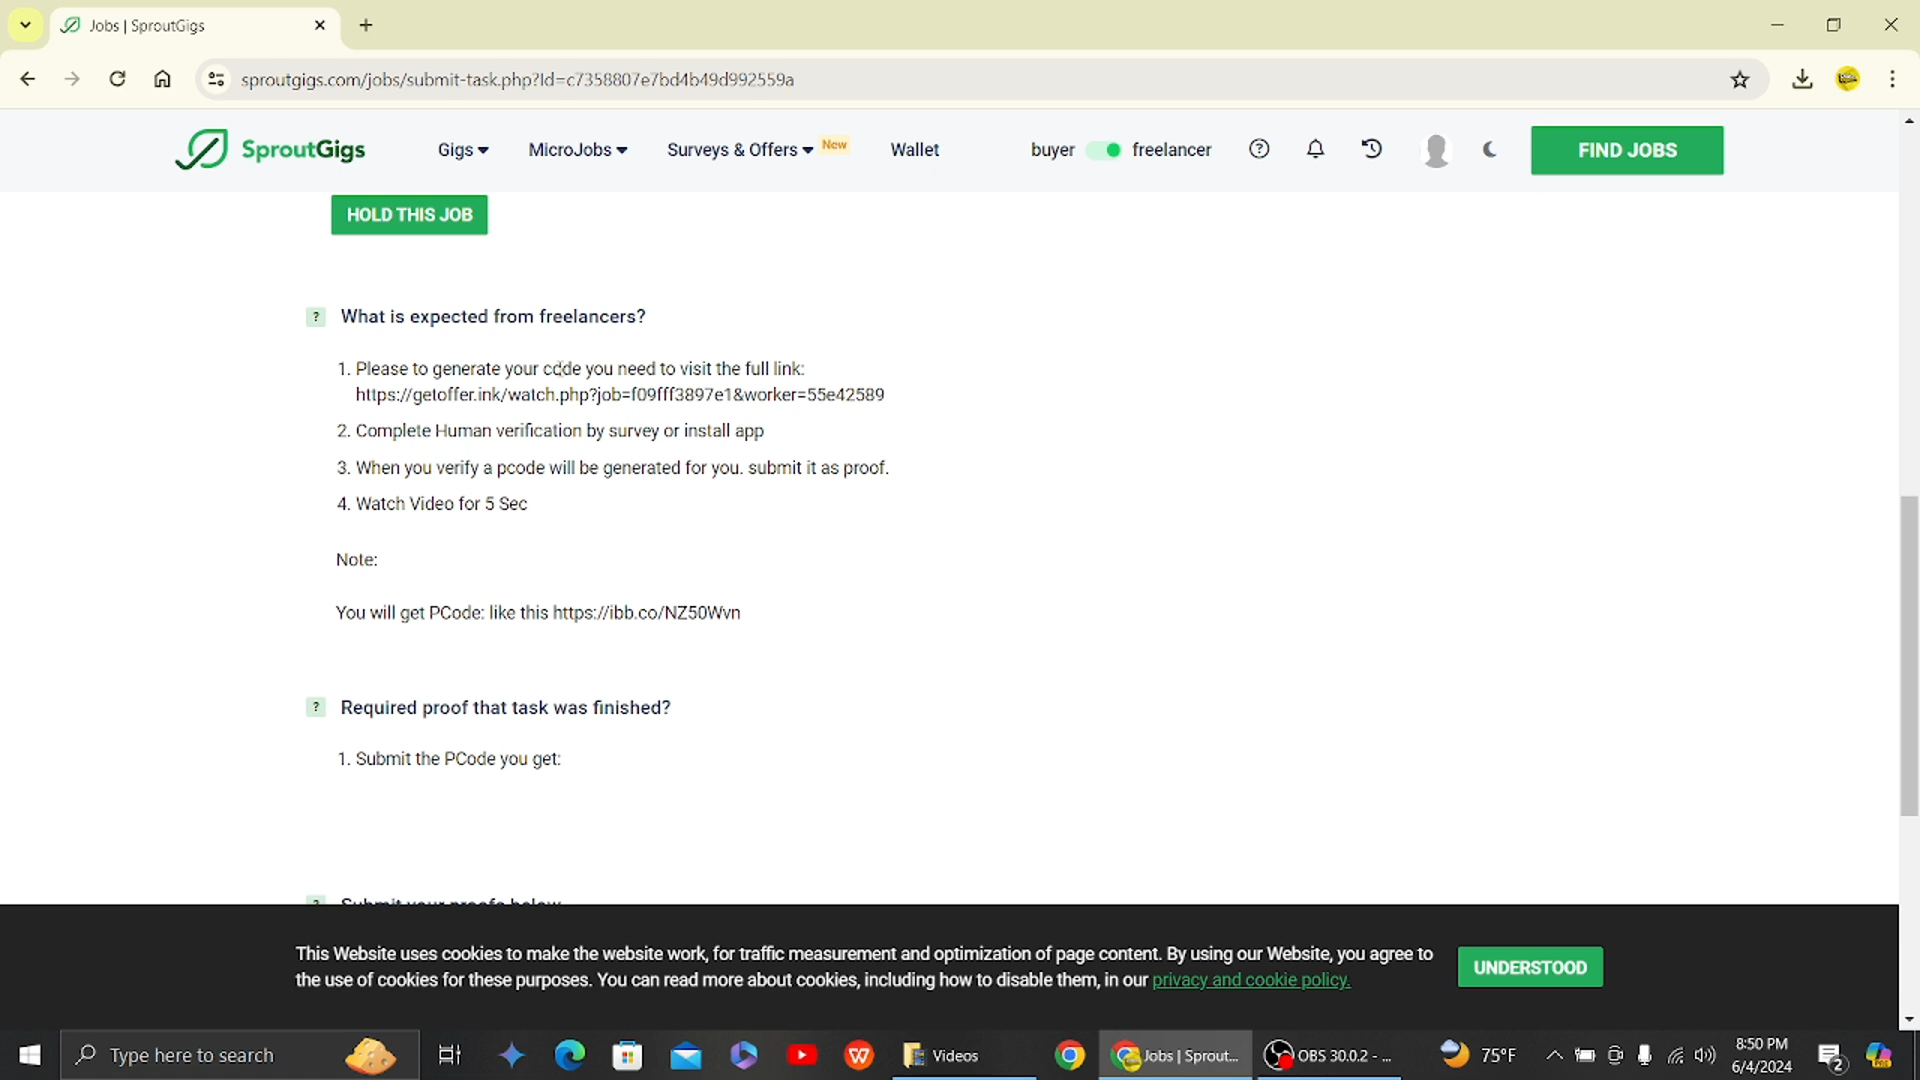 Jobs | SproutGigs
sproutgigs.com/jobs/submit-task.php?Id=c7358807e7bd4b49d992559a
SproutGigs
Gigs
MicroJobs
Surveys & Offers
New
Wallet
buyer
freelancer
FIND JOBS
HOLD THIS JOB
? What is expected from freelancers?
1. Please to generate your code you need to visit the full link:
https://getoffer.ink/watch.php?job=f09fff3897e1&worker=55e42589
2. Complete Human verification by survey or install app
3. When you verify a pcode will be generated for you. submit it as proof.
4. Watch Video for 5 Sec
Note:
You will get PCode: like this https://ibb.co/NZ50Wvn
? Required proof that task was finished?
1. Submit the PCode you get:
? Submit your proofs below
This Website uses cookies to make the website work, for traffic measurement and optimization of page content. By using our Website, you agree to
the use of cookies for these purposes. You can read more about cookies, including how to disable them, in our privacy and cookie policy.
UNDERSTOOD
Type here to search
Videos
Jobs | Sprout...
OBS 30.0.2 - ...
75°F
8:50 PM
6/4/2024
2